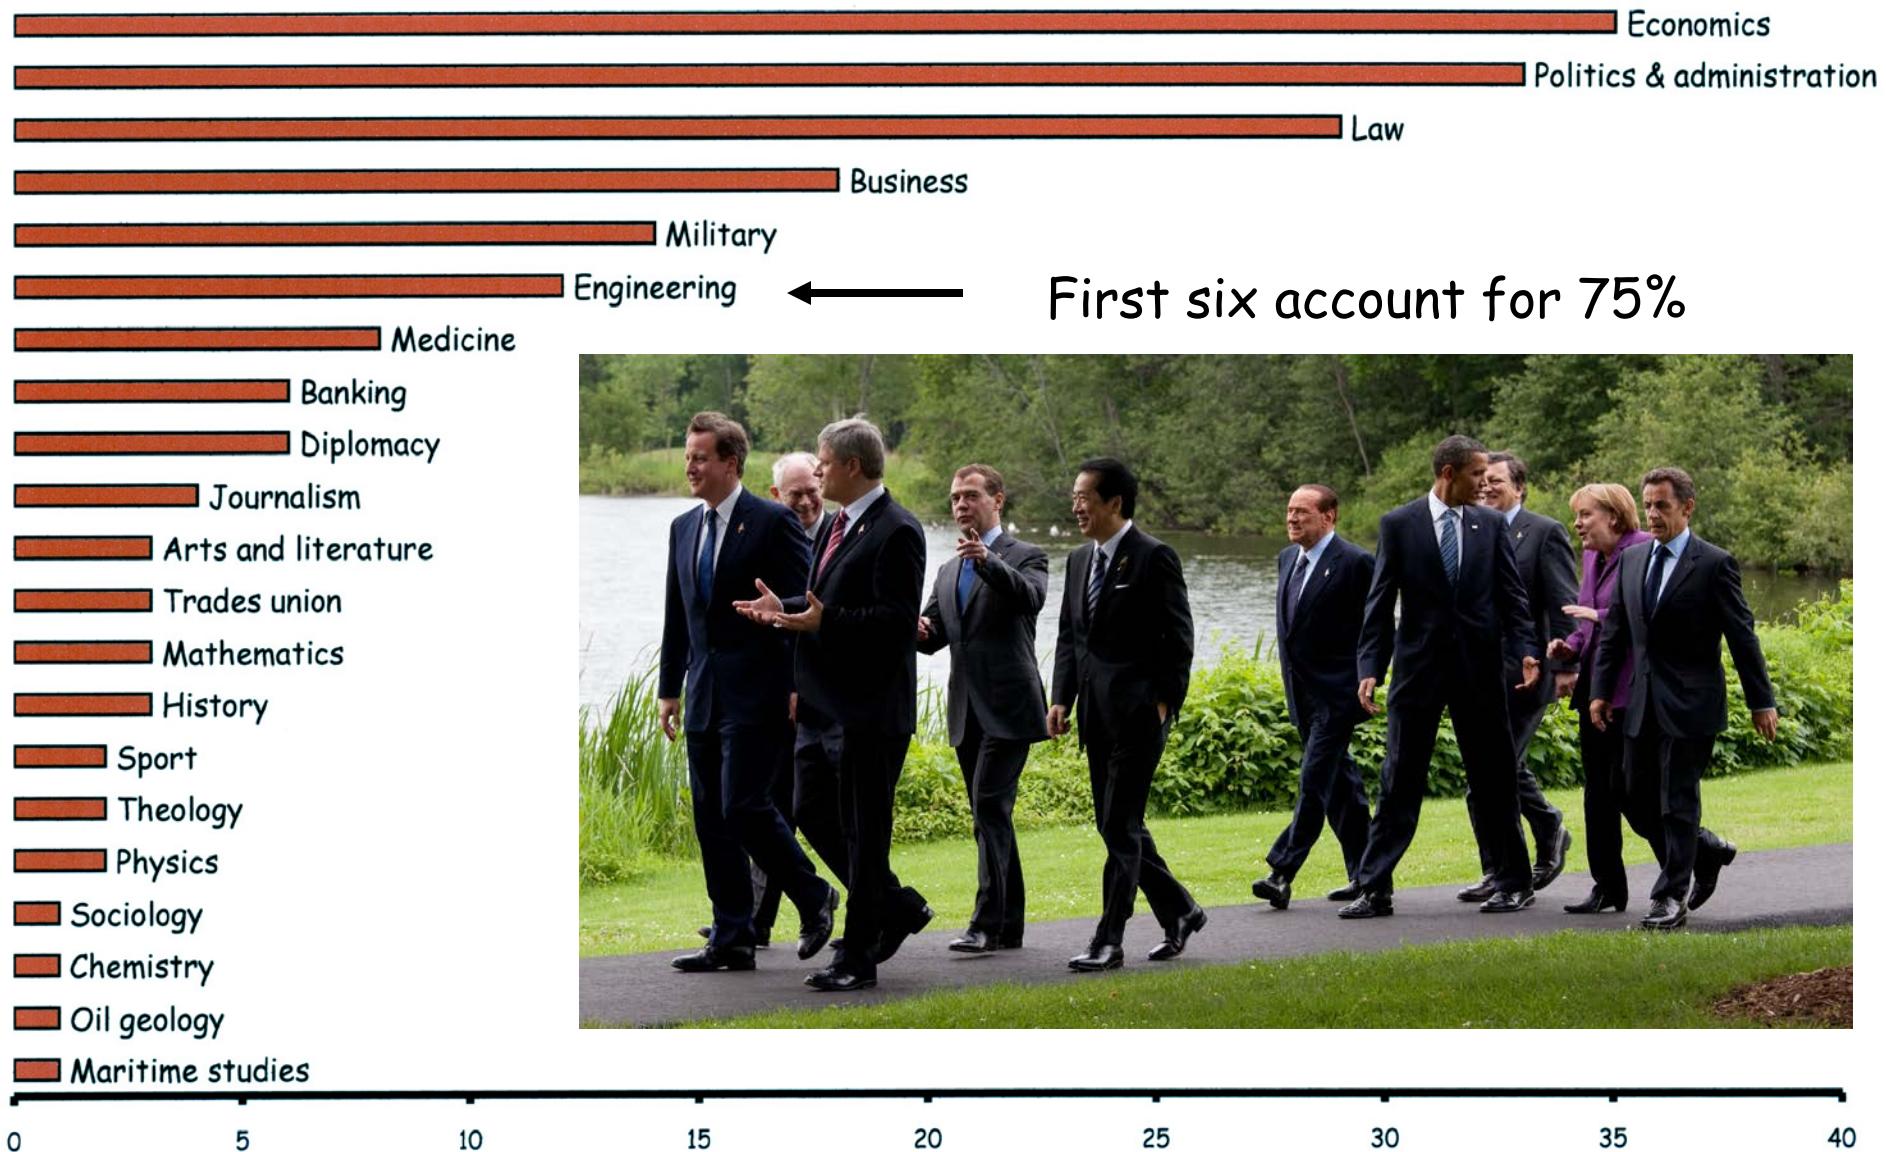 Economics
Politics & administration
Law
Business
Military
Engineering
First six account for 75%
Medicine
Banking
Diplomacy
Journalism
Arts and literature
Trades union
Mathematics
History
Sport
Theology
Physics
Sociology
Chemistry
Oil geology
Maritime studies
0 5 10 15 20 25 30 35 40